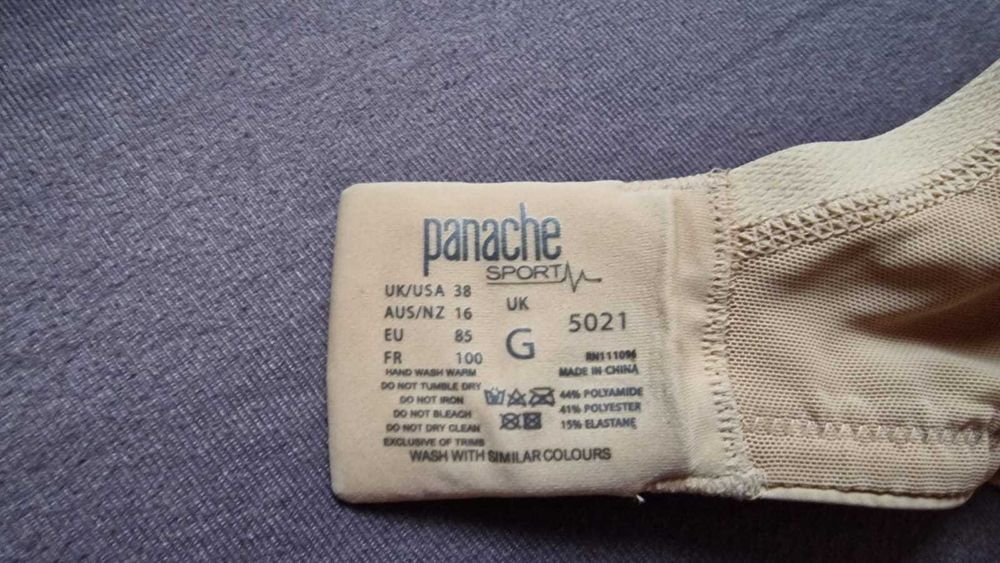 panache
SPORT
UK/USA 38
AUS/NZ 16
EU 85
FR 100
UK
G
5021
RN111096
MADE IN CHINA
HAND WASH WARM
DO NOT TUMBLE DRY
DO NOT IRON
DO NOT BLEACH
DO NOT DRY CLEAN
EXCLUSIVE OF TRIMS
44% POLYAMIDE
41% POLYESTER
15% ELASTANE
WASH WITH SIMILAR COLOURS